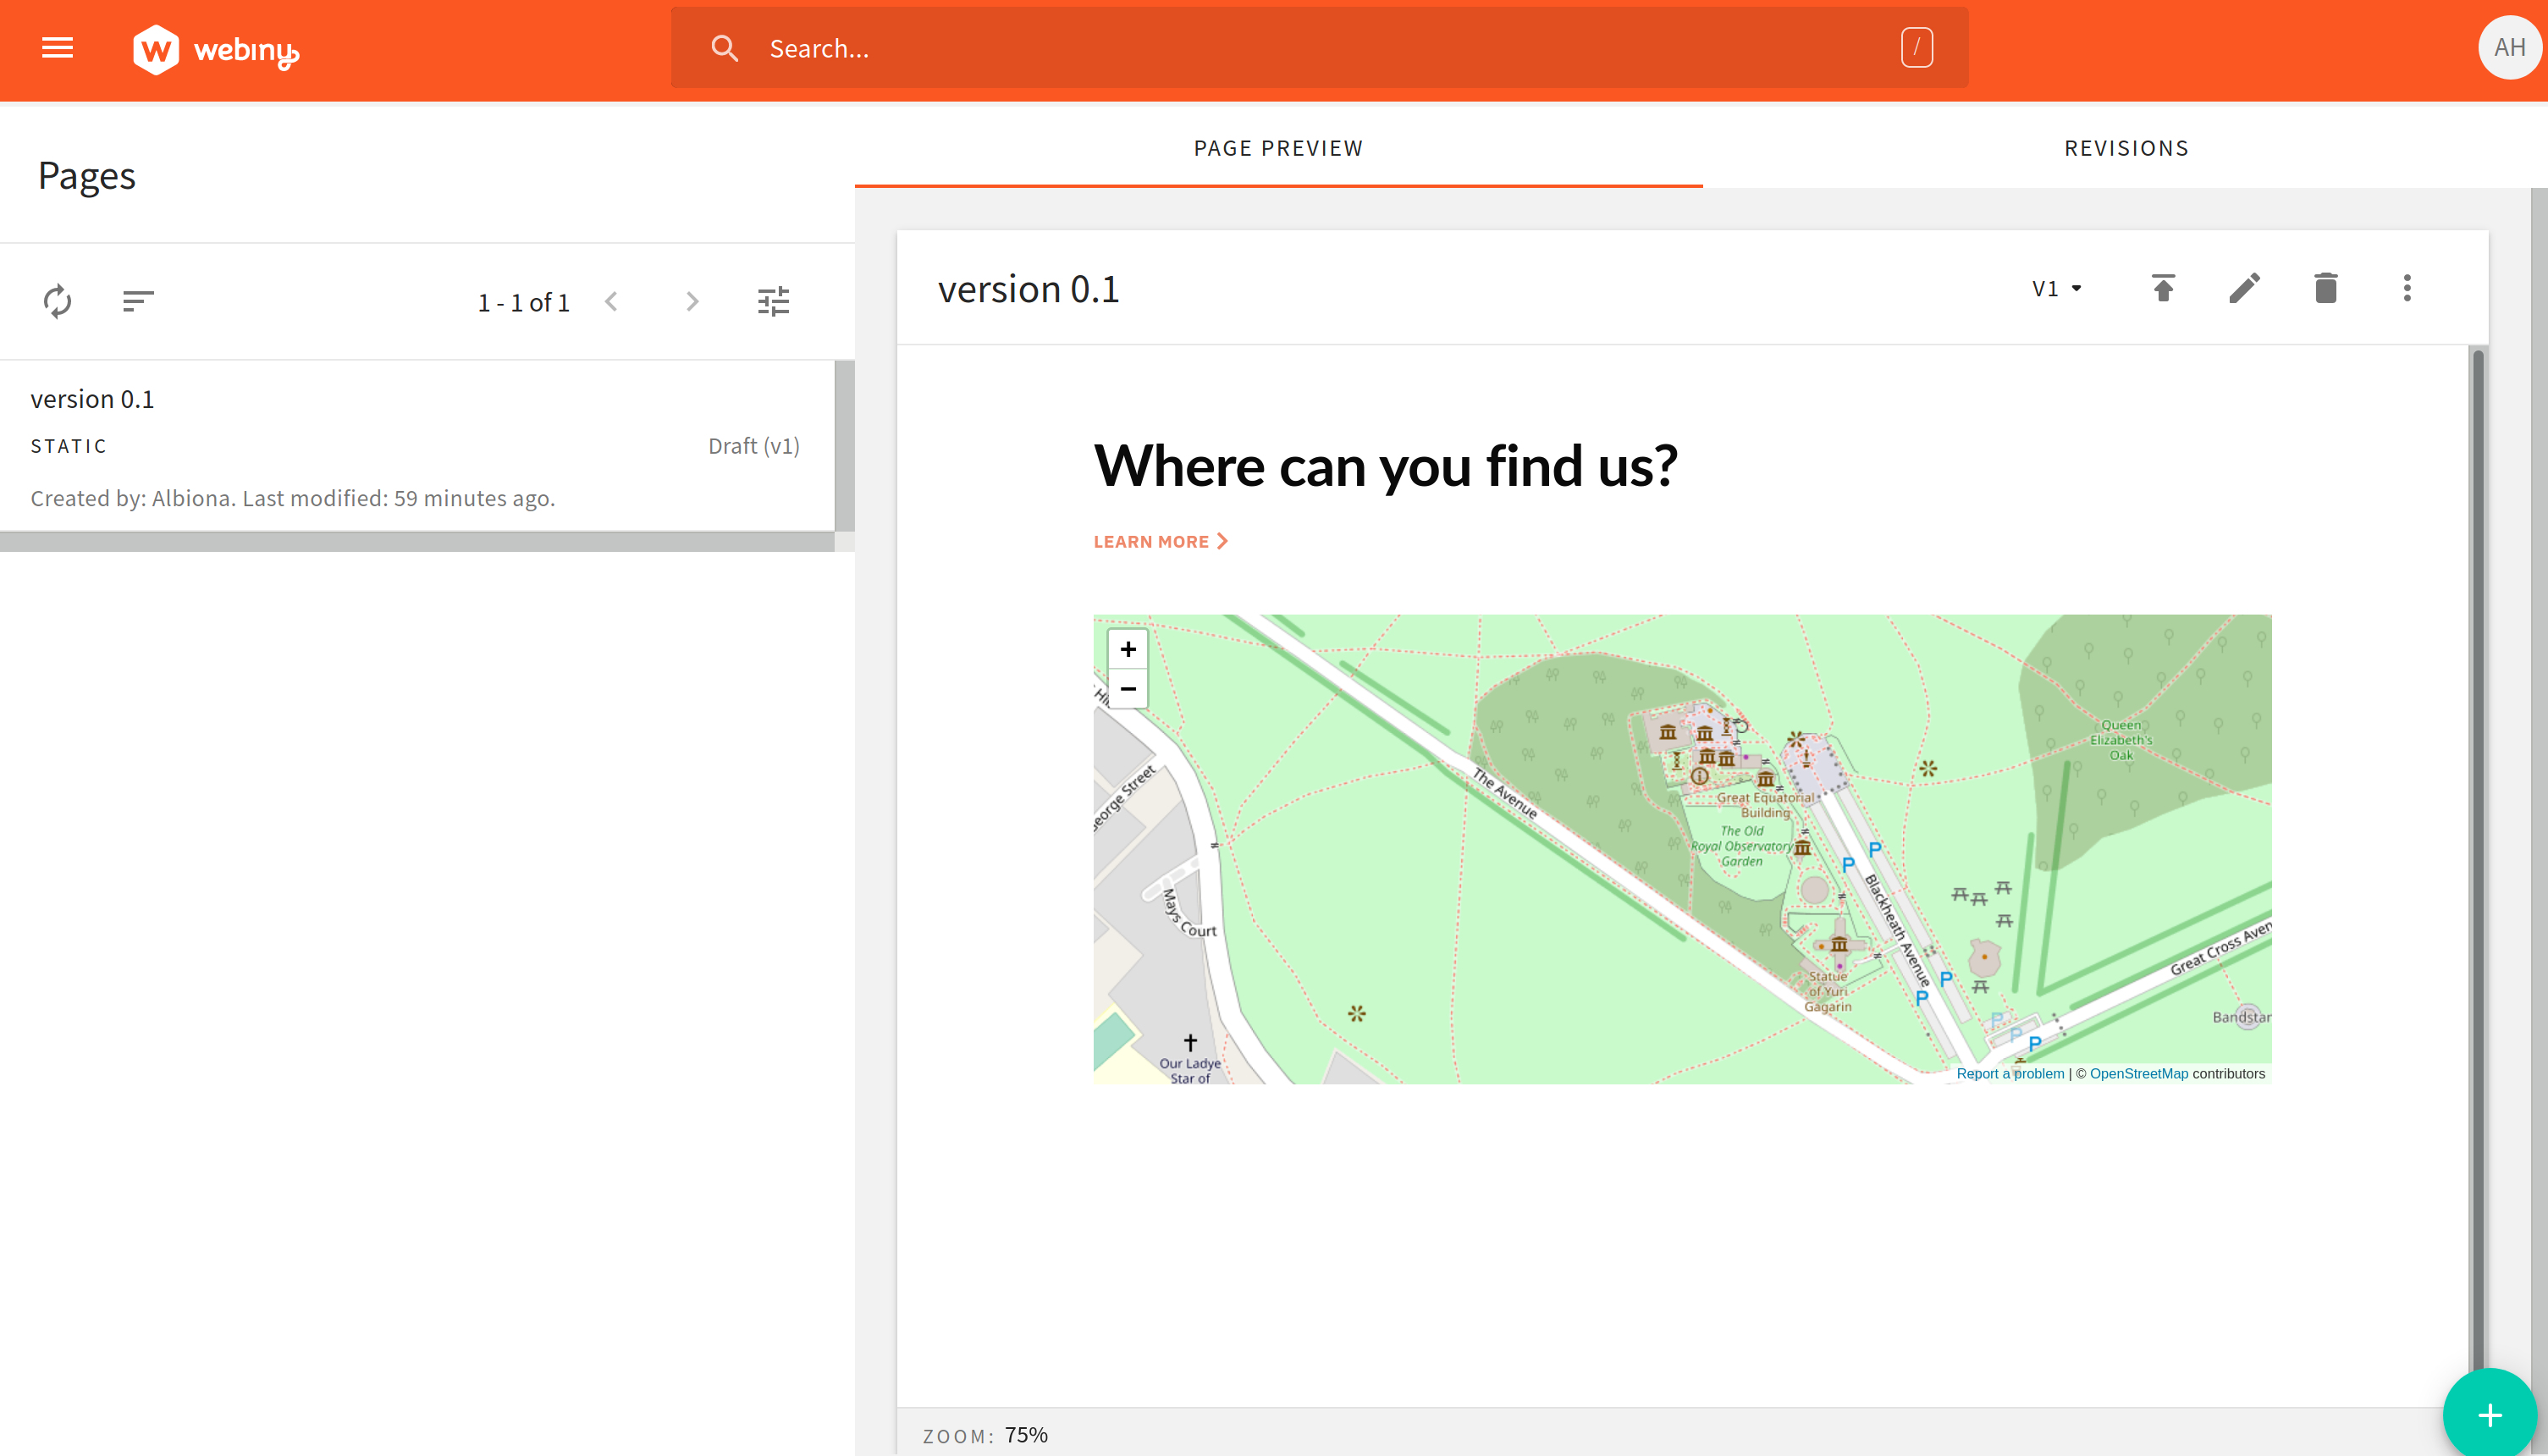 webiny
Search...
/
AH
Pages
PAGE PREVIEW
REVISIONS
1 - 1 of 1
version 0.1
STATIC
Draft (v1)
Created by: Albiona. Last modified: 59 minutes ago.
version 0.1
V1
Where can you find us?
LEARN MORE
+
−
The Avenue
George Street
Mays Court
Our Ladye
Star of
Great Equatorial
Building
The Old
Royal Observatory
Garden
Queen
Elizabeth's
Oak
Blackheath Avenue
Statue
of Yuri
Gagarin
P
P
P
P
P
P
P
Great Cross Aven
Bandstan
Report a problem | © OpenStreetMap contributors
ZOOM: 75%
+